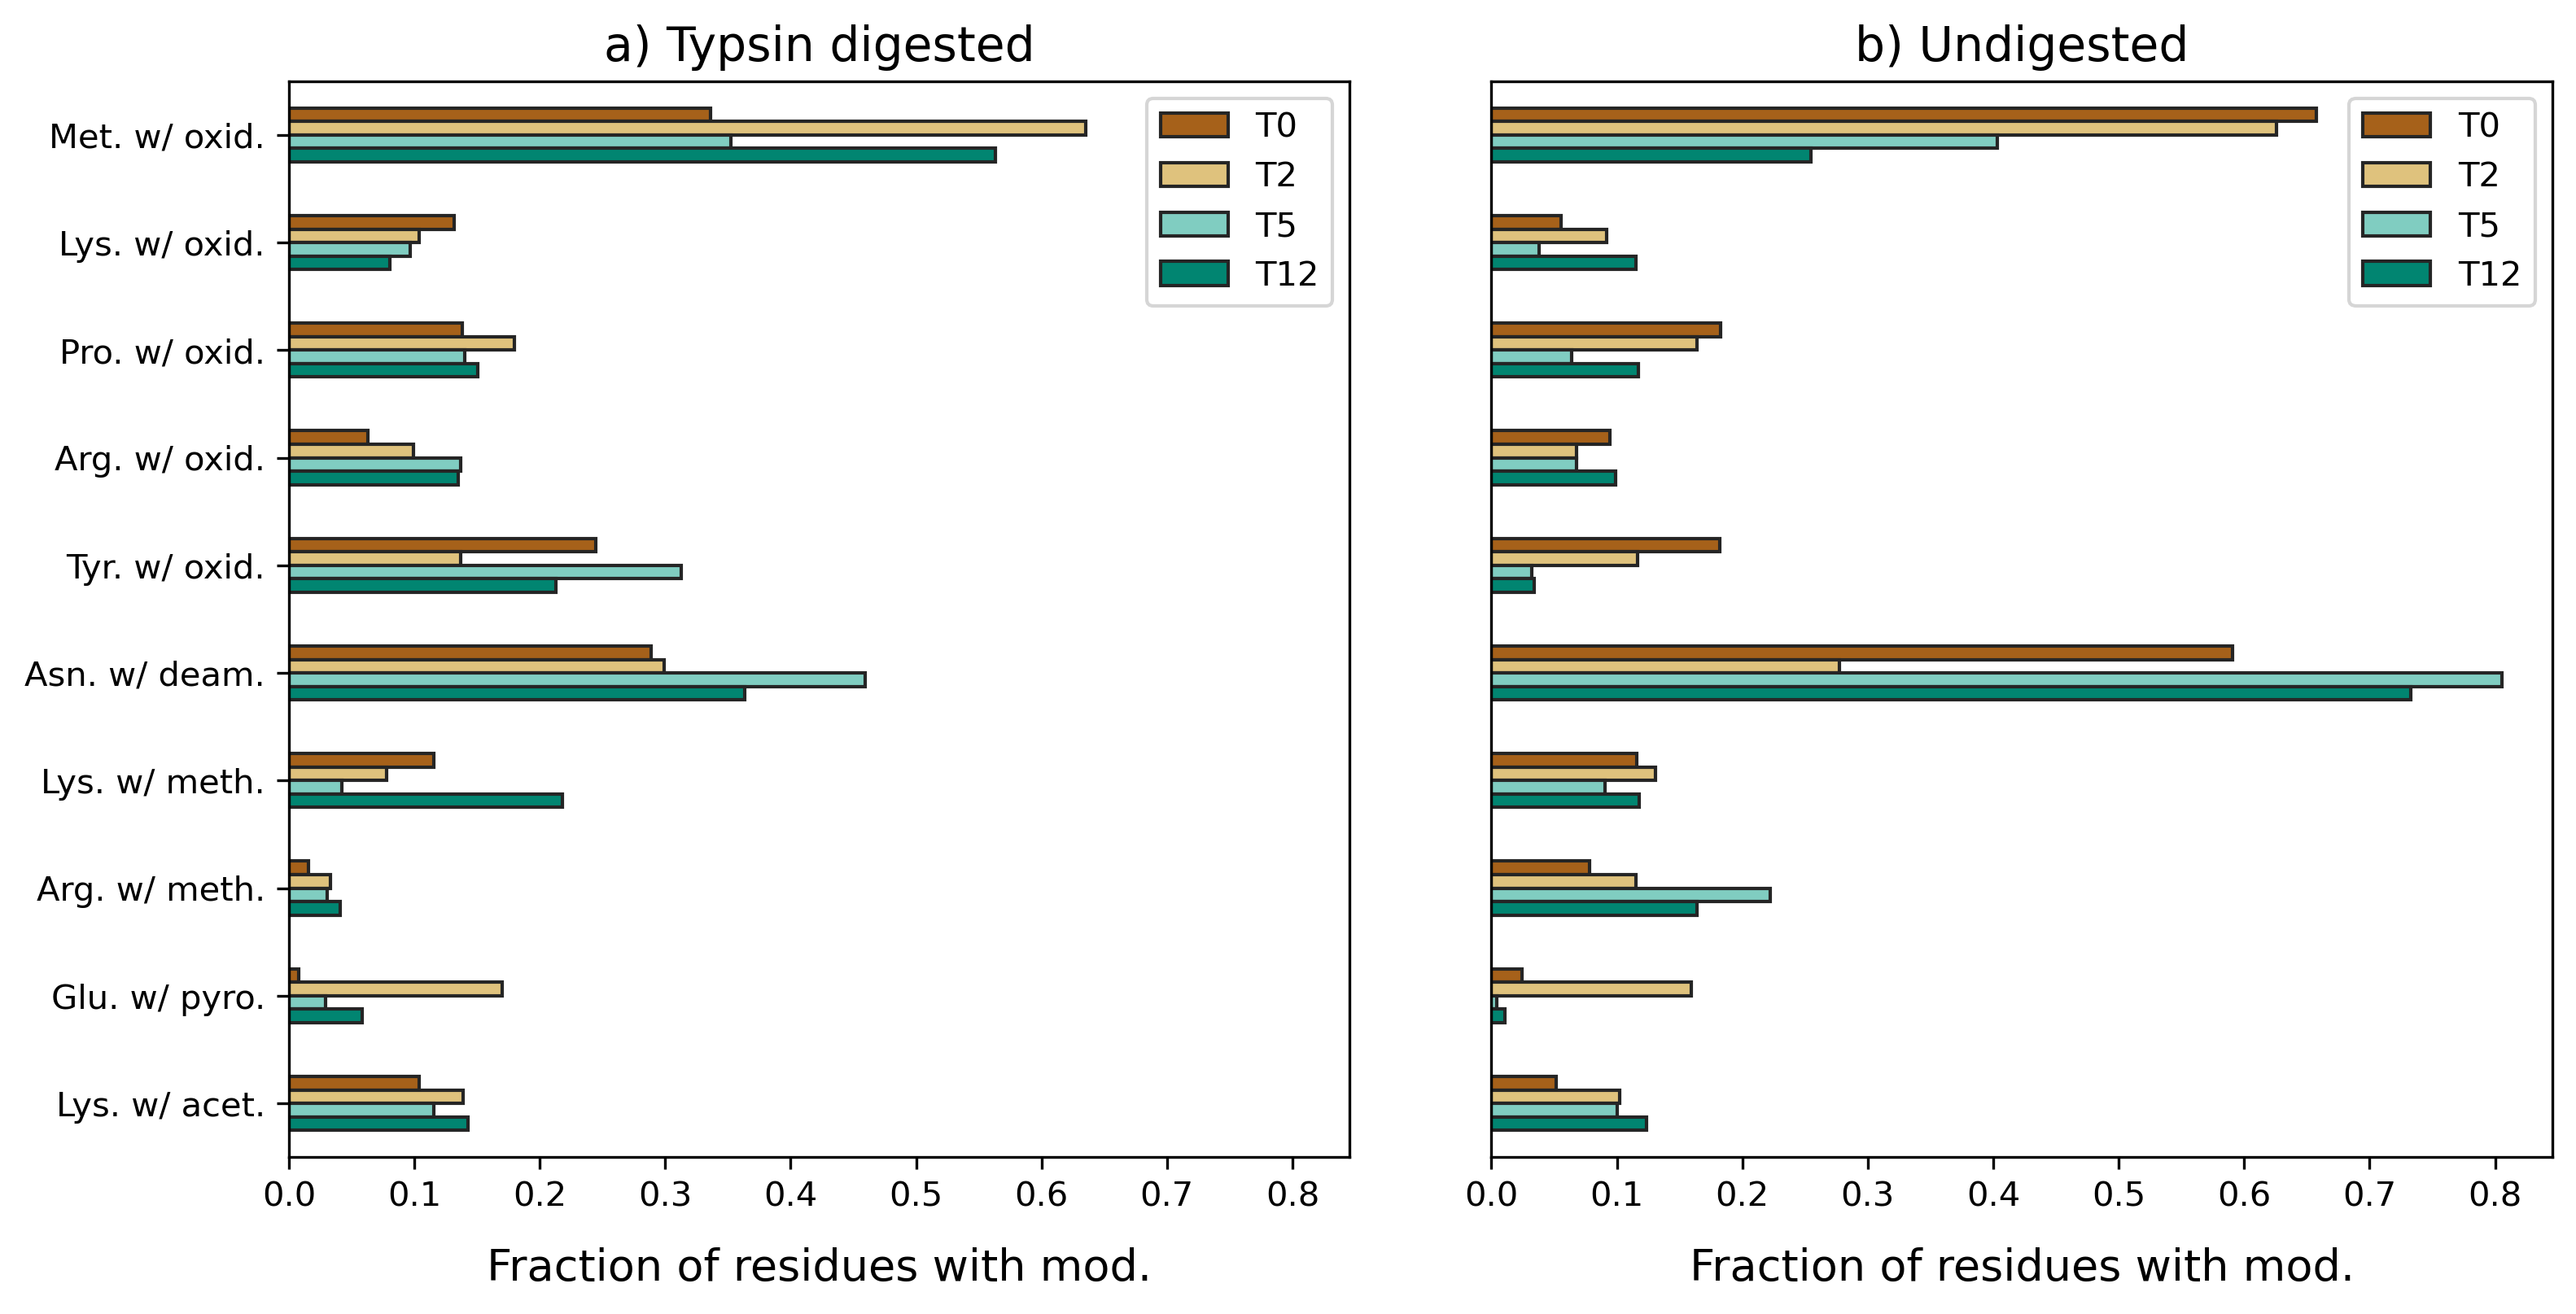 a) Typsin digested
Met. w/ oxid.
Lys. w/ oxid.
Pro. w/ oxid.
Arg. w/ oxid.
Tyr. w/ oxid.
Asn. w/ deam.
Lys. w/ meth.
Arg. w/ meth.
Glu. w/ pyro.
Lys. w/ acet.
T0
T2
T5
T12
0.0 0.1 0.2 0.3 0.4 0.5 0.6 0.7 0.8
Fraction of residues with mod.
b) Undigested
T0
T2
T5
T12
0.0 0.1 0.2 0.3 0.4 0.5 0.6 0.7 0.8
Fraction of residues with mod.